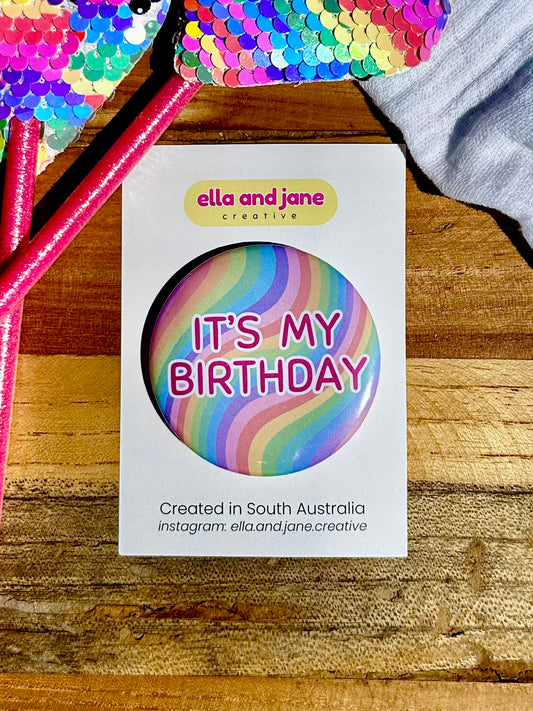 ella and jane
creative
IT'S MY
BIRTHDAY
Created in South Australia
instagram: ella.and.jane.creative